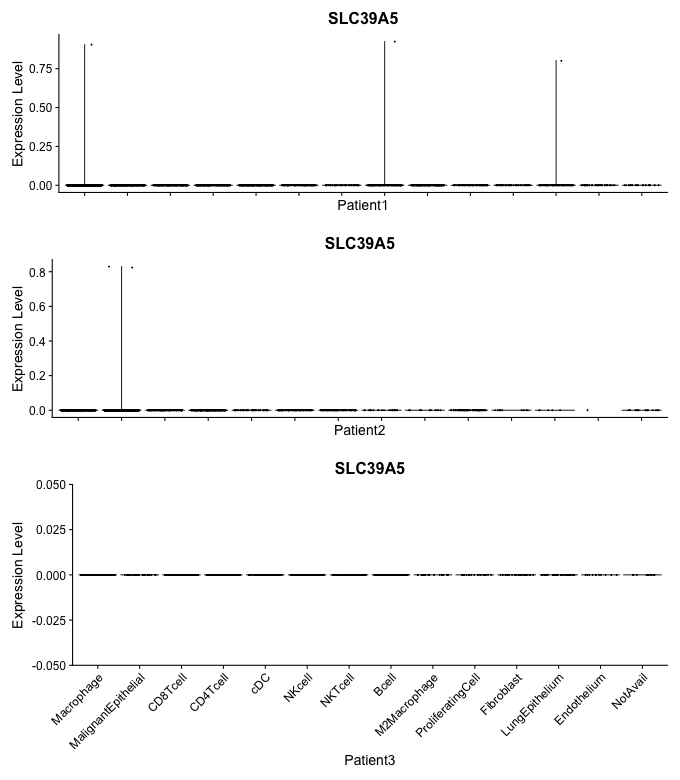 SLC39A5
Expression Level
0.75
0.50
0.25
0.00
Patient1
SLC39A5
Expression Level
0.8
0.6
0.4
0.2
0.0
Patient2
SLC39A5
Expression Level
0.050
0.025
0.000
-0.025
-0.050
Macrophage
MalignantEpithelial
CD8Tcell
CD4Tcell
cDC
NKcell
NKTcell
Bcell
M2Macrophage
ProliferatingCell
Fibroblast
LungEpithelium
Endothelium
NotAvail
Patient3